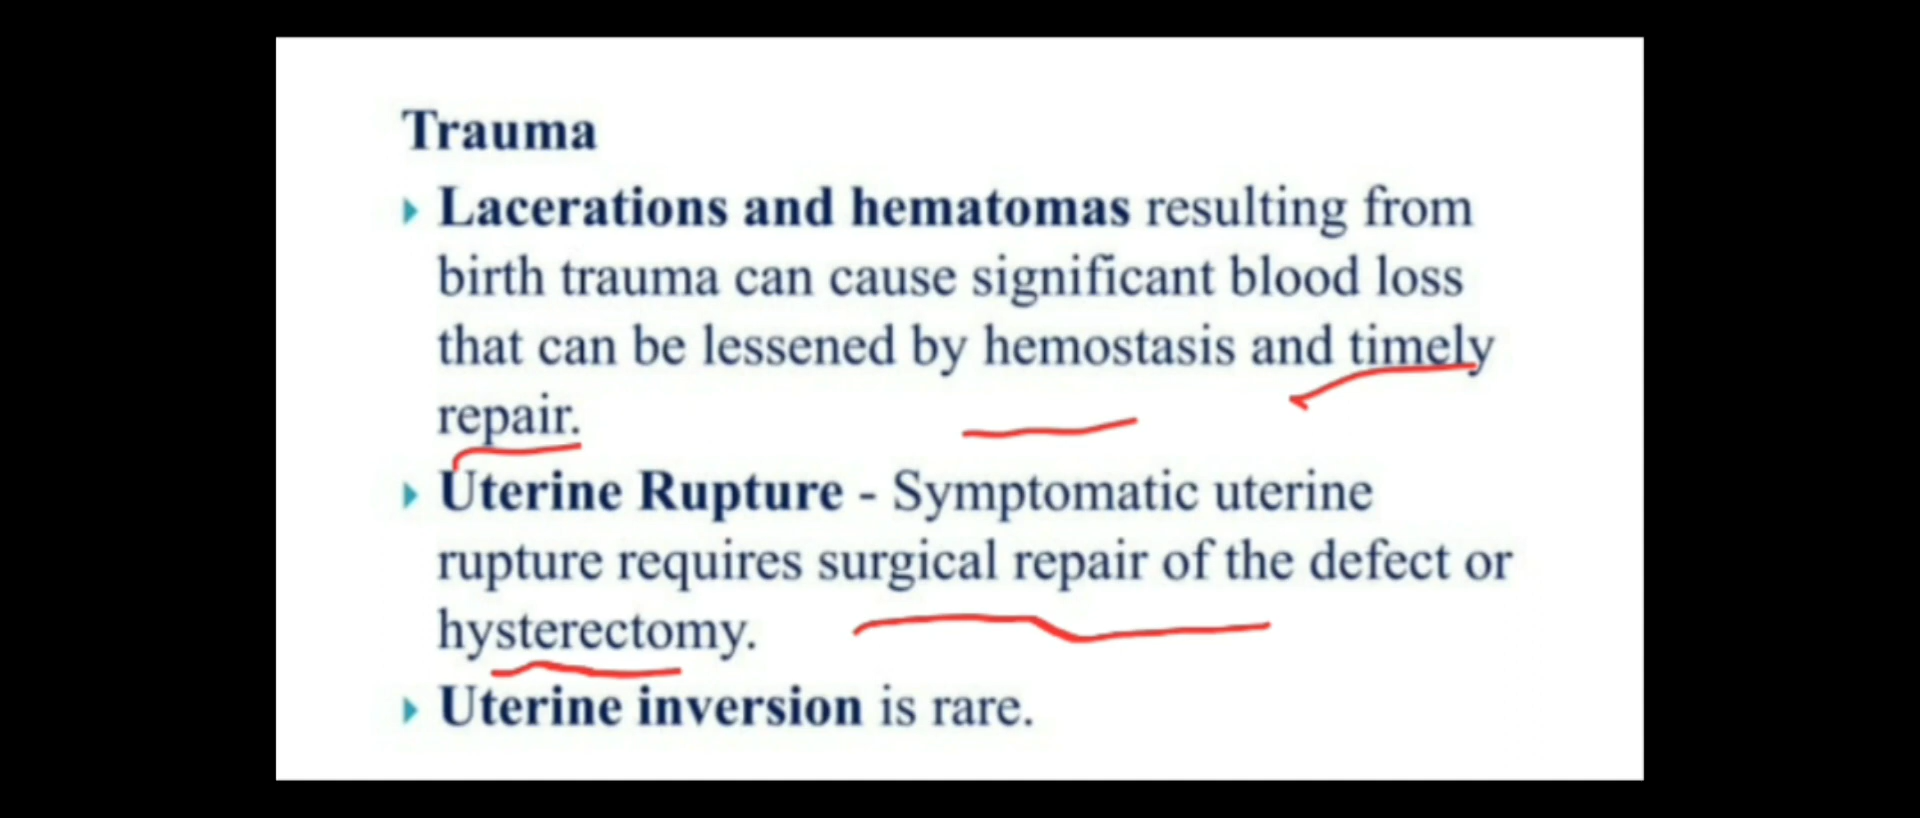 Trauma
Lacerations and hematomas resulting from
birth trauma can cause significant blood loss
that can be lessened by hemostasis and timely
repair.
Uterine Rupture - Symptomatic uterine
rupture requires surgical repair of the defect or
hysterectomy.
Uterine inversion is rare.